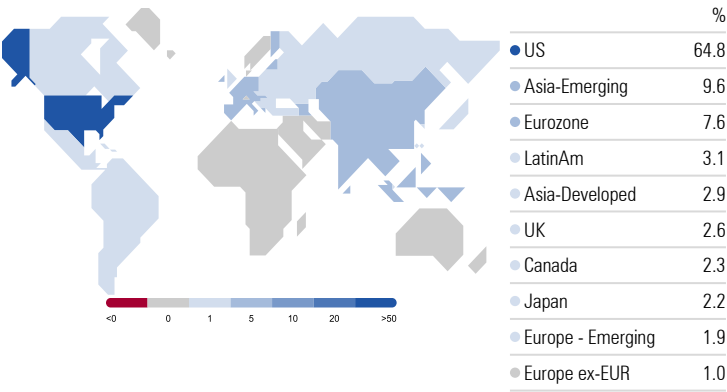 %
US 64.8
Asia-Emerging 9.6
Eurozone 7.6
LatinAm 3.1
Asia-Developed 2.9
UK 2.6
Canada 2.3
Japan 2.2
Europe - Emerging 1.9
Europe ex-EUR 1.0
<0 0 1 5 10 20 >50